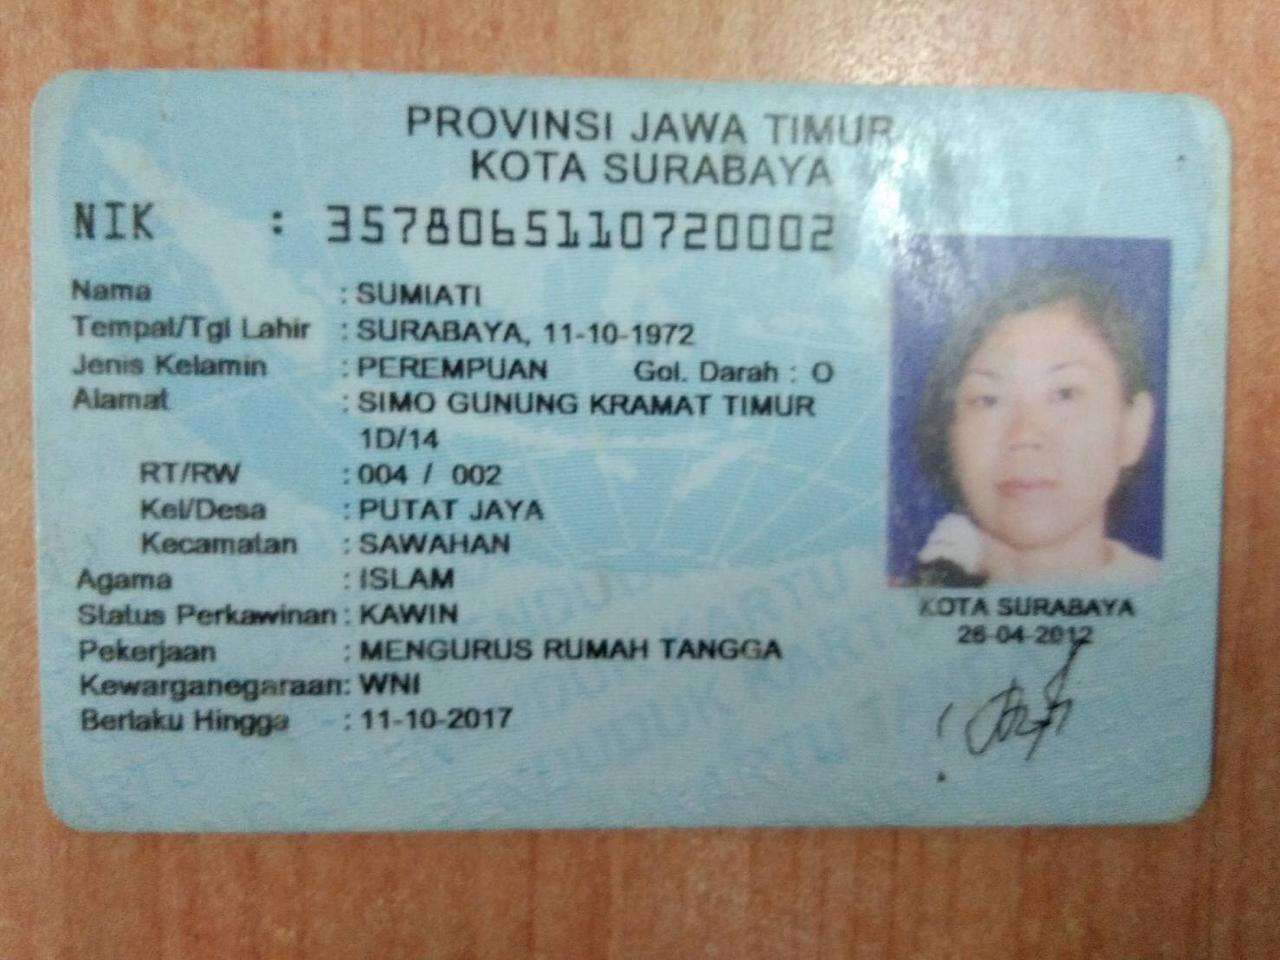 PROVINSI JAWA TIMUR
KOTA SURABAYA
NIK : 3578065110720002
Nama : SUMIATI
Tempat/Tgl Lahir : SURABAYA, 11-10-1972
Jenis Kelamin : PEREMPUAN Gol. Darah : O
Alamat : SIMO GUNUNG KRAMAT TIMUR
1D/14
RT/RW : 004 / 002
Kel/Desa : PUTAT JAYA
Kecamatan : SAWAHAN
Agama : ISLAM
Status Perkawinan : KAWIN
Pekerjaan : MENGURUS RUMAH TANGGA
Kewarganegaraan: WNI
Berlaku Hingga : 11-10-2017
KOTA SURABAYA
26-04-2012